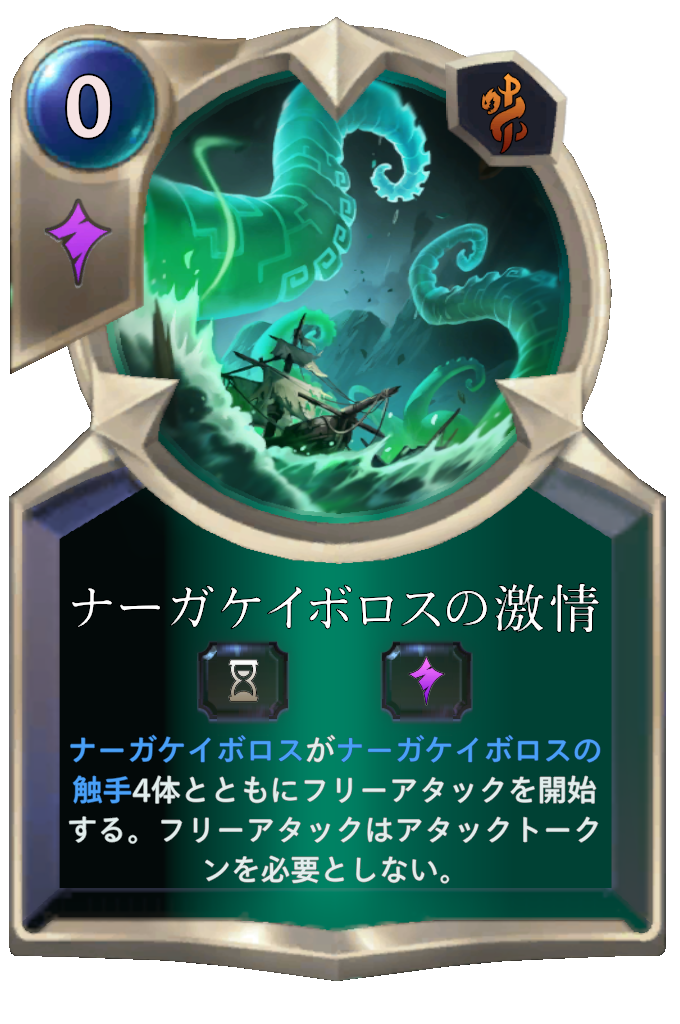 0
ナーガケイボロスの激情
ナーガケイボロスがナーガケイボロスの
触手4体とともにフリーアタックを開始
する。フリーアタックはアタックトーク
ンを必要としない。